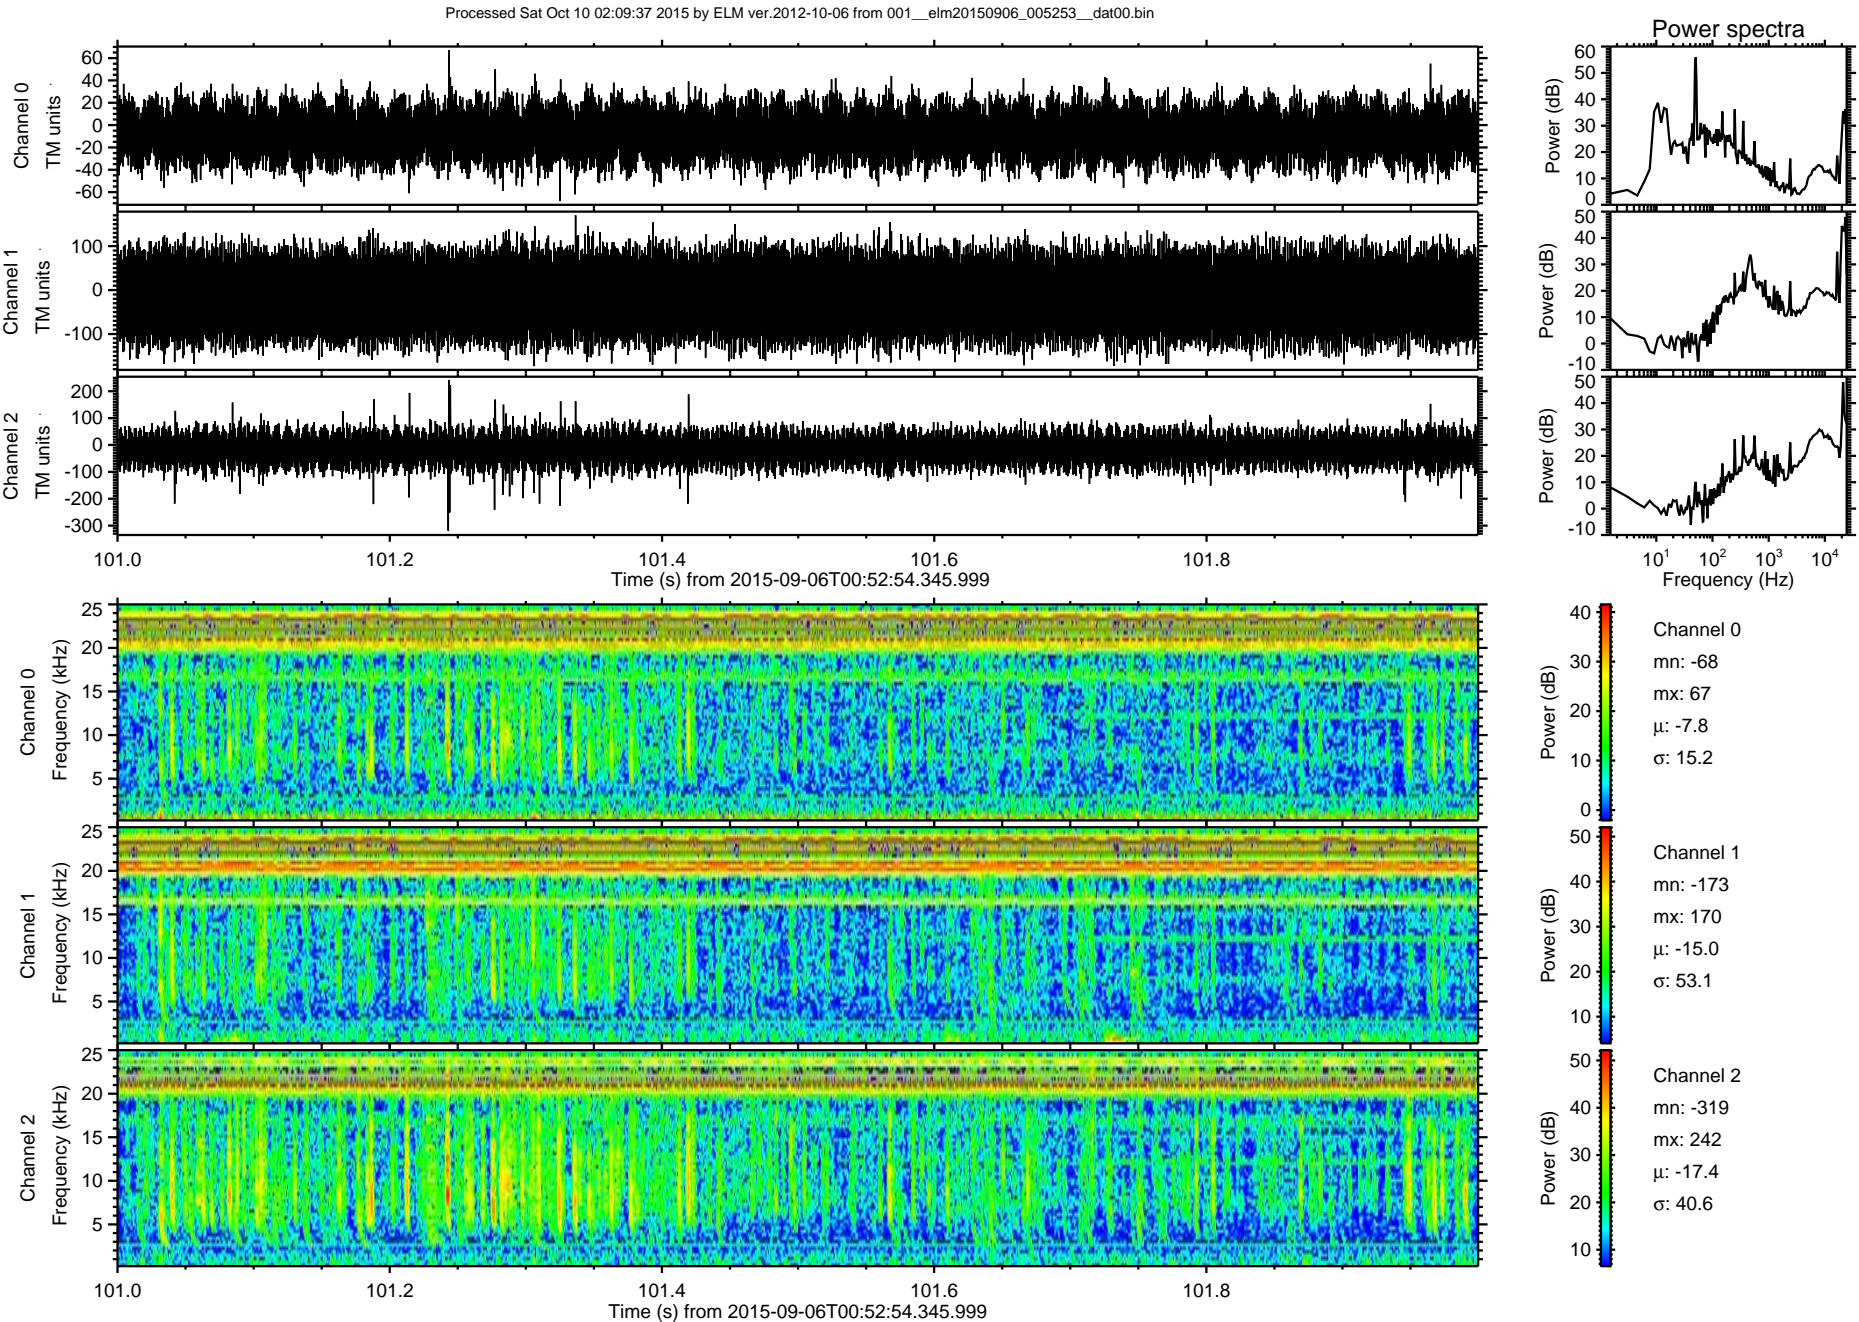 Processed Sat Oct 10 02:09:37 2015 by ELM ver.2012-10-06 from 001__elm20150906_005253__dat00.bin
Power spectra
Channel 0
TM units
60
40
20
0
-20
-40
-60
Power (dB)
60
50
40
30
20
10
0
Channel 1
TM units
100
0
-100
Power (dB)
50
40
30
20
10
0
-10
Channel 2
TM units
200
100
0
-100
-200
-300
Power (dB)
50
40
30
20
10
0
-10
101.0 101.2 101.4 101.6 101.8
Time (s) from 2015-09-06T00:52:54.345.999
10¹ 10² 10³ 10⁴
Frequency (Hz)
Channel 0
Frequency (kHz)
25
20
15
10
5
Power (dB)
40
30
20
10
0
Channel 0
mn: -68
mx: 67
μ: -7.8
σ: 15.2
Channel 1
Frequency (kHz)
25
20
15
10
5
Power (dB)
50
40
30
20
10
Channel 1
mn: -173
mx: 170
μ: -15.0
σ: 53.1
Channel 2
Frequency (kHz)
25
20
15
10
5
Power (dB)
50
40
30
20
10
Channel 2
mn: -319
mx: 242
μ: -17.4
σ: 40.6
101.0 101.2 101.4 101.6 101.8
Time (s) from 2015-09-06T00:52:54.345.999